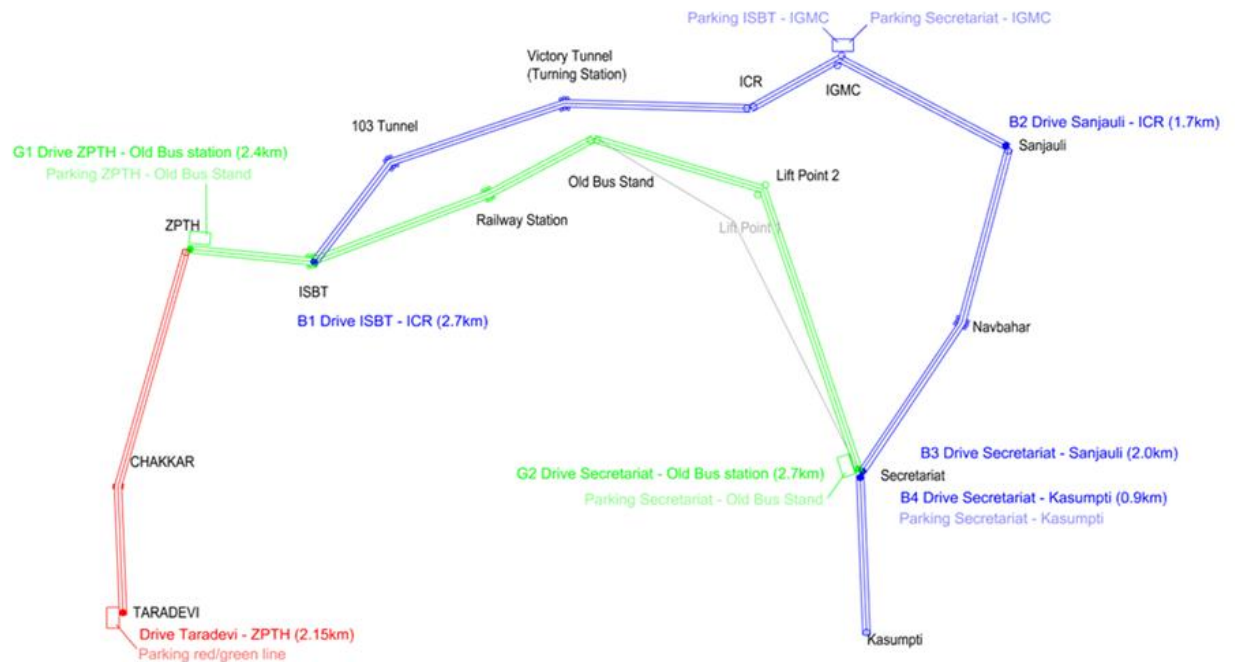 Parking ISBT - IGMC
Parking Secretariat - IGMC
Victory Tunnel
(Turning Station)
ICR
IGMC
103 Tunnel
B2 Drive Sanjauli - ICR (1.7km)
Sanjauli
G1 Drive ZPTH - Old Bus station (2.4km)
Parking ZPTH - Old Bus Stand
Old Bus Stand
Lift Point 2
ZPTH
Railway Station
Lift Point 1
ISBT
B1 Drive ISBT - ICR (2.7km)
Navbahar
CHAKKAR
B3 Drive Secretariat - Sanjauli (2.0km)
G2 Drive Secretariat - Old Bus station (2.7km)
Secretariat
Parking Secretariat - Old Bus Stand
B4 Drive Secretariat - Kasumpti (0.9km)
Parking Secretariat - Kasumpti
TARADEVI
Drive Taradevi - ZPTH (2.15km)
Parking red/green line
Kasumpti